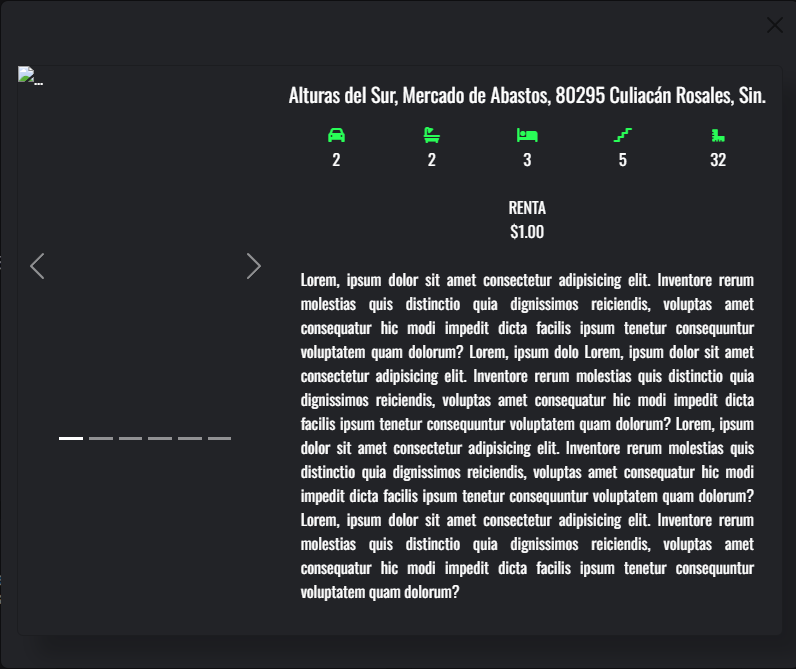 ...
Alturas del Sur, Mercado de Abastos, 80295 Culiacán Rosales, Sin.
2 2 3 5 32
RENTA
$1.00
Lorem, ipsum dolor sit amet consectetur adipisicing elit. Inventore rerum
molestias quis distinctio quia dignissimos reiciendis, voluptas amet
consequatur hic modi impedit dicta facilis ipsum tenetur consequuntur
voluptatem quam dolorum? Lorem, ipsum dolo Lorem, ipsum dolor sit amet
consectetur adipisicing elit. Inventore rerum molestias quis distinctio quia
dignissimos reiciendis, voluptas amet consequatur hic modi impedit dicta
facilis ipsum tenetur consequuntur voluptatem quam dolorum? Lorem, ipsum
dolor sit amet consectetur adipisicing elit. Inventore rerum molestias quis
distinctio quia dignissimos reiciendis, voluptas amet consequatur hic modi
impedit dicta facilis ipsum tenetur consequuntur voluptatem quam dolorum?
Lorem, ipsum dolor sit amet consectetur adipisicing elit. Inventore rerum
molestias quis distinctio quia dignissimos reiciendis, voluptas amet
consequatur hic modi impedit dicta facilis ipsum tenetur consequuntur
voluptatem quam dolorum?